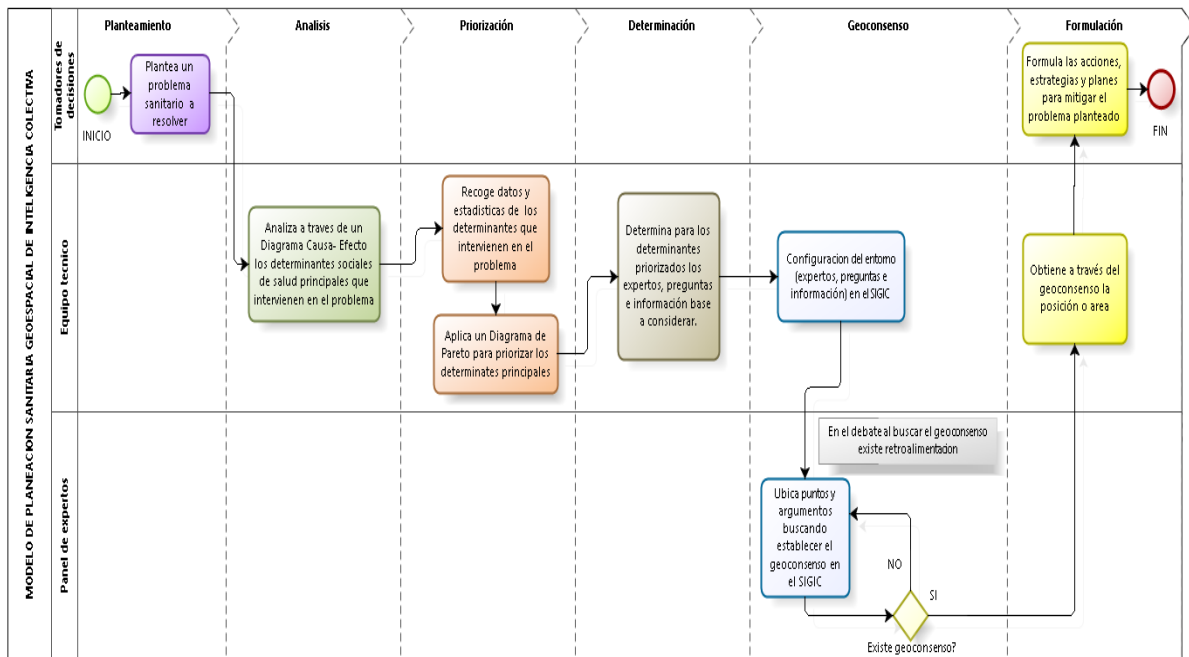 MODELO DE PLANEACION SANITARIA GEOESPACIAL DE INTELIGENCIA COLECTIVA
Planteamiento
Analisis
Priorización
Determinación
Geoconsenso
Formulación
Tomadores de
decisiones
INICIO
Plantea un
problema
sanitario a
resolver
Formula las acciones,
estrategias y planes
para mitigar el
problema planteado
FIN
Equipo tecnico
Analiza a traves de un
Diagrama Causa- Efecto
los determinantes sociales
de salud principales que
intervienen en el problema
Recoge datos y
estadisticas de los
determinantes que
intervienen en el
problema
Aplica un Diagrama de
Pareto para priorizar los
determinates principales
Determina para los
determinantes
priorizados los
expertos, preguntas
e información base
a considerar.
Configuracion del entorno
(expertos, preguntas e
información) en el SIGIC
Obtiene a través del
geoconsenso la
posición o area
Panel de expertos
En el debate al buscar el geoconsenso
existe retroalimentacion
Ubica puntos y
argumentos
buscando
establecer el
geoconsenso en
el SIGIC
NO
SI
Existe geoconsenso?